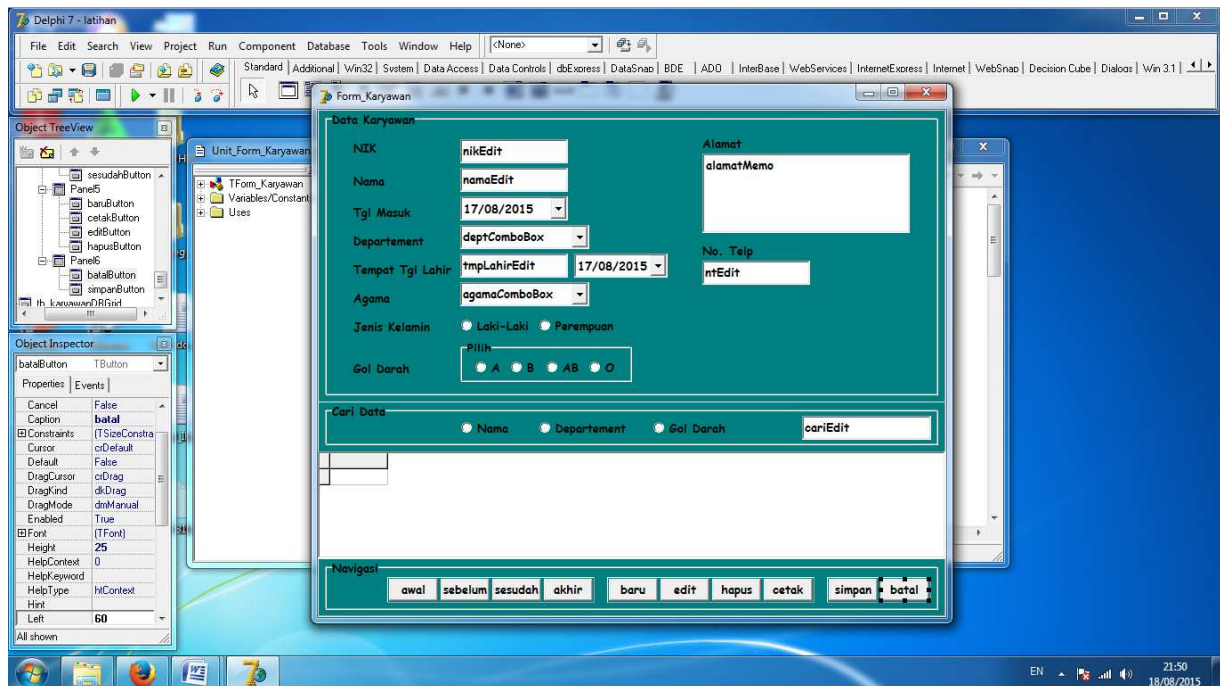 Delphi 7 - latihan
File Edit Search View Project Run Component Database Tools Window Help <None>
Standard Additional Win32 System Data Access Data Controls dbExpress DataSnap BDE ADO InterBase WebServices InternetExpress Internet WebSnap Decision Cube Dialogs Win 3.1
Object TreeView
sesudahButton
Panel5
baruButton
cetakButton
editButton
hapusButton
Panel6
batalButton
simpanButton
tb_karyawanDBGrid
Object Inspector
batalButton TButton
Properties Events
Cancel False
Caption batal
Constraints (TSizeConstra
Cursor crDefault
Default False
DragCursor crDrag
DragKind dkDrag
DragMode dmManual
Enabled True
Font (TFont)
Height 25
HelpContext 0
HelpKeyword
HelpType htContext
Hint
Left 60
All shown
Unit_Form_Karyawan
TForm_Karyawan
Variables/Constant
Uses
Form_Karyawan
Data Karyawan
NIK nikEdit
Nama namaEdit
Tgl Masuk 17/08/2015
Departement deptComboBox
Tempat Tgl Lahir tmpLahirEdit 17/08/2015
Agama agamaComboBox
Jenis Kelamin Laki-Laki Perempuan
Pilih
Gol Darah A B AB O
Alamat
alamatMemo
No. Telp
ntEdit
Cari Data
Nama Departement Gol Darah cariEdit
Navigasi
awal sebelum sesudah akhir baru edit hapus cetak simpan batal
EN 21:50
18/08/2015